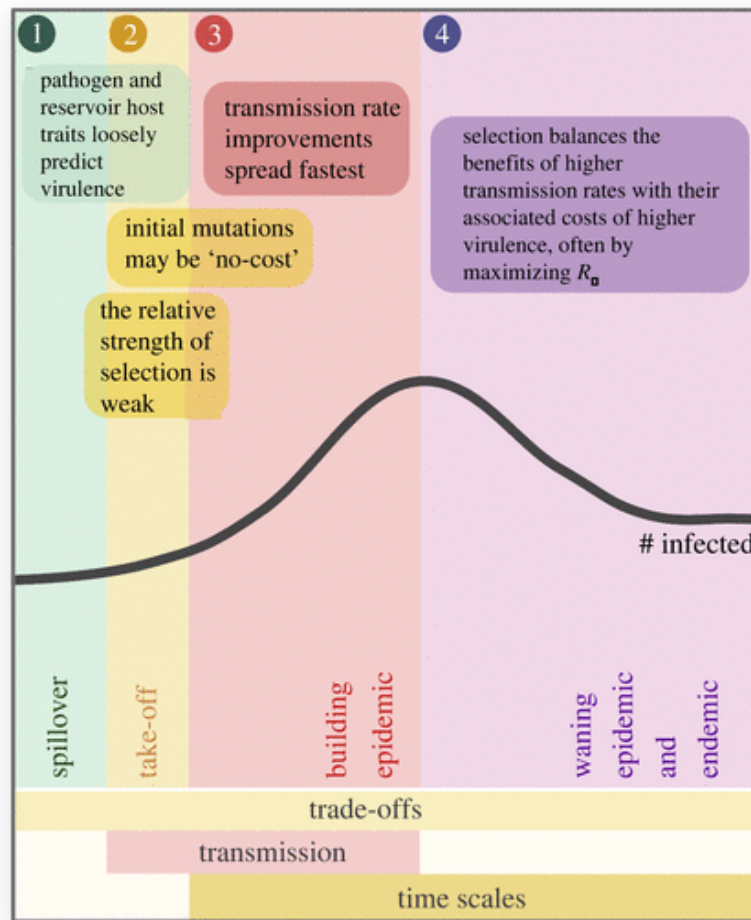 1
2
3
4
pathogen and
reservoir host
traits loosely
predict
virulence
transmission rate
improvements
spread fastest
selection balances the
benefits of higher
transmission rates with their
associated costs of higher
virulence, often by
maximizing R₀
initial mutations
may be ‘no-cost’
the relative
strength of
selection is
weak
# infected
spillover
take-off
building
epidemic
waning
epidemic
and
endemic
trade-offs
transmission
time scales